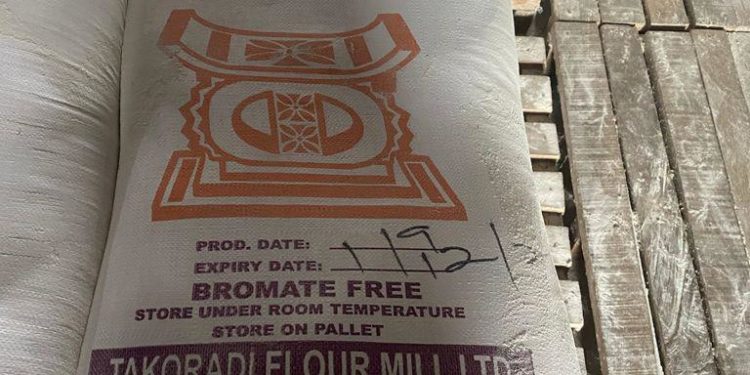 PROD. DATE:
EXPIRY DATE:
BROMATE FREE
STORE UNDER ROOM TEMPERATURE
STORE ON PALLET
TAKORADI FLOUR MILL LTD